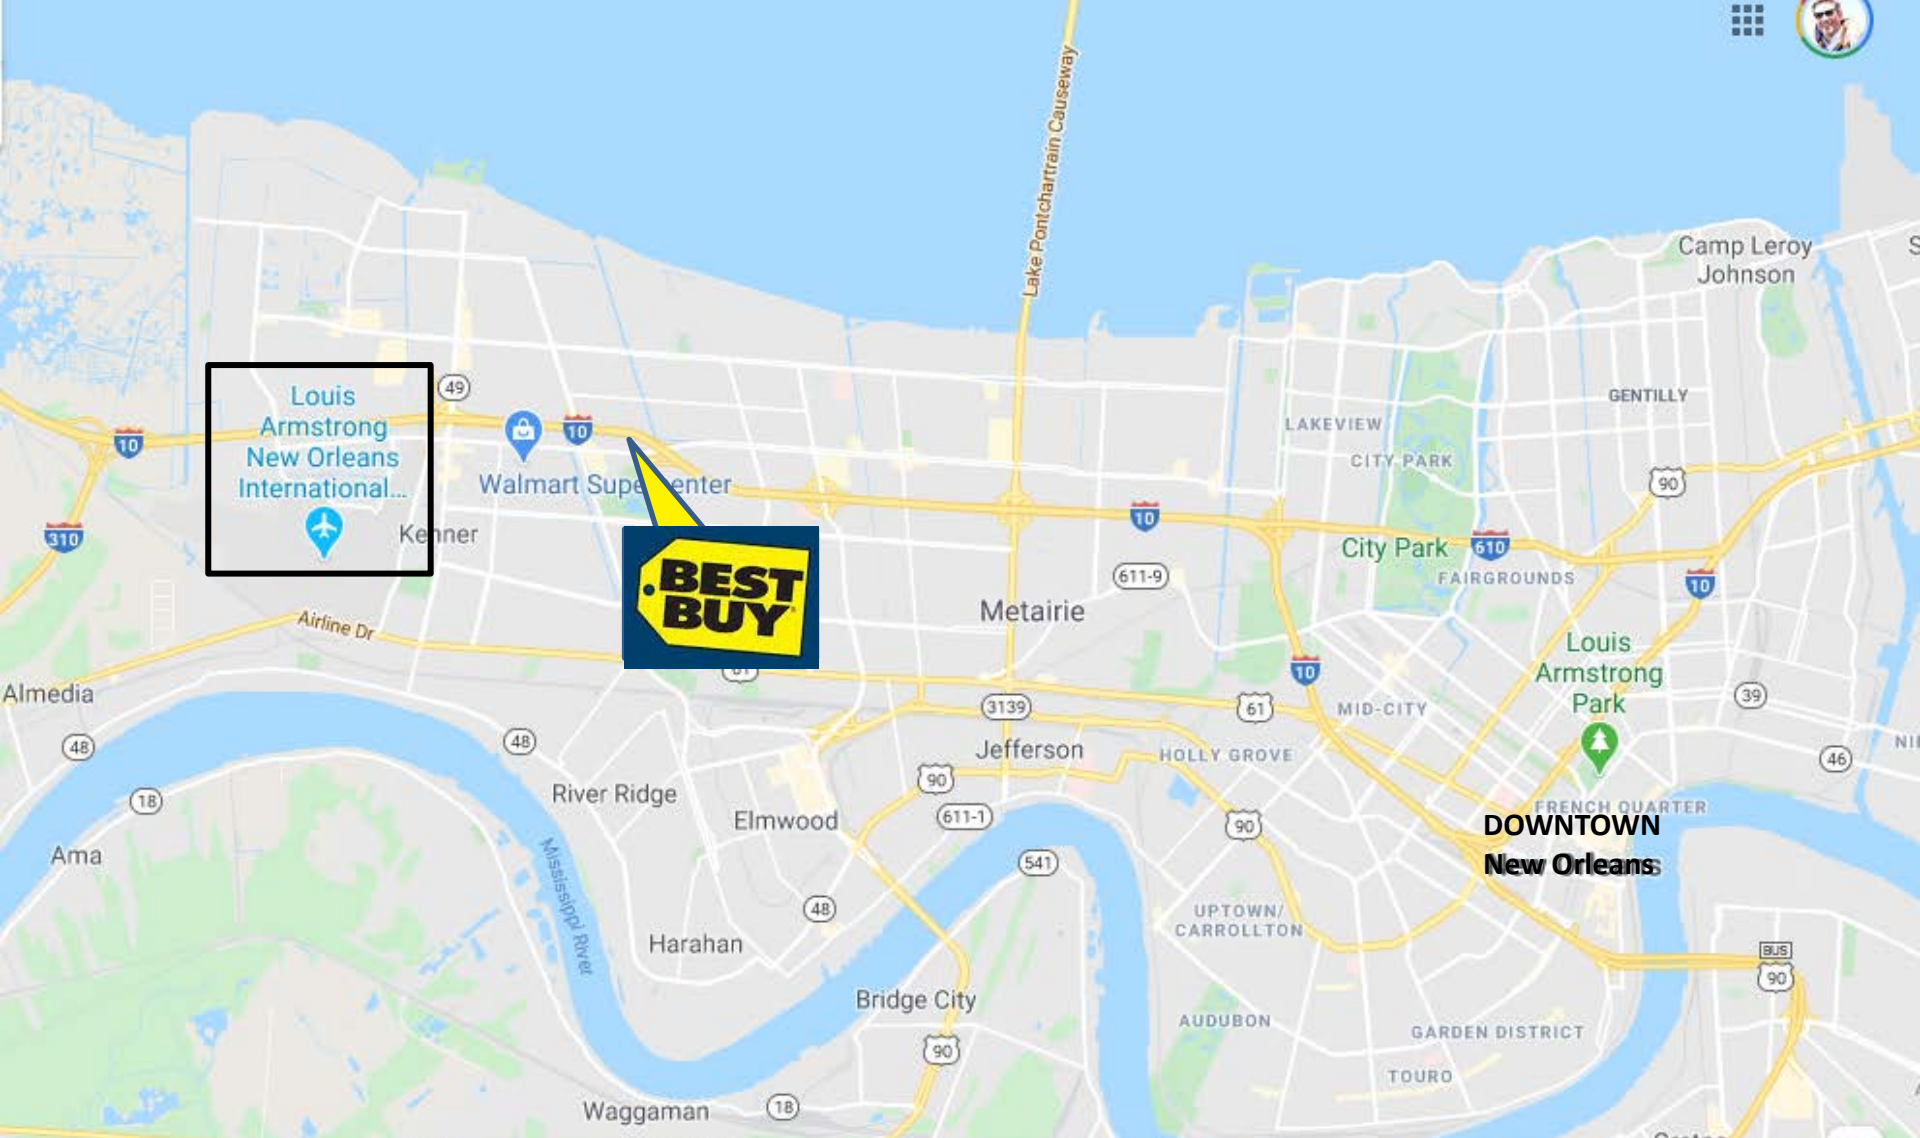 Lake Pontchartrain Causeway
Camp Leroy
Johnson
S
Louis
Armstrong
New Orleans
International...
49
10
10
GENTILLY
LAKEVIEW
CITY PARK
90
Walmart Supe
enter
10
310
Kenner
City Park
610
611-9
FAIRGROUNDS
10
BEST
BUY
Metairie
Airline Dr
Louis
Armstrong
Park
10
61
Almedia
39
3139
61
MID-CITY
48
48
Jefferson
HOLLY GROVE
NI
46
90
18
River Ridge
FRENCH QUARTER
Elmwood
611-1
90
DOWNTOWN
New Orleans
Ama
Mississippi River
541
48
UPTOWN/
CARROLLTON
Harahan
BUS
90
Bridge City
AUDUBON
GARDEN DISTRICT
90
TOURO
Waggaman
18